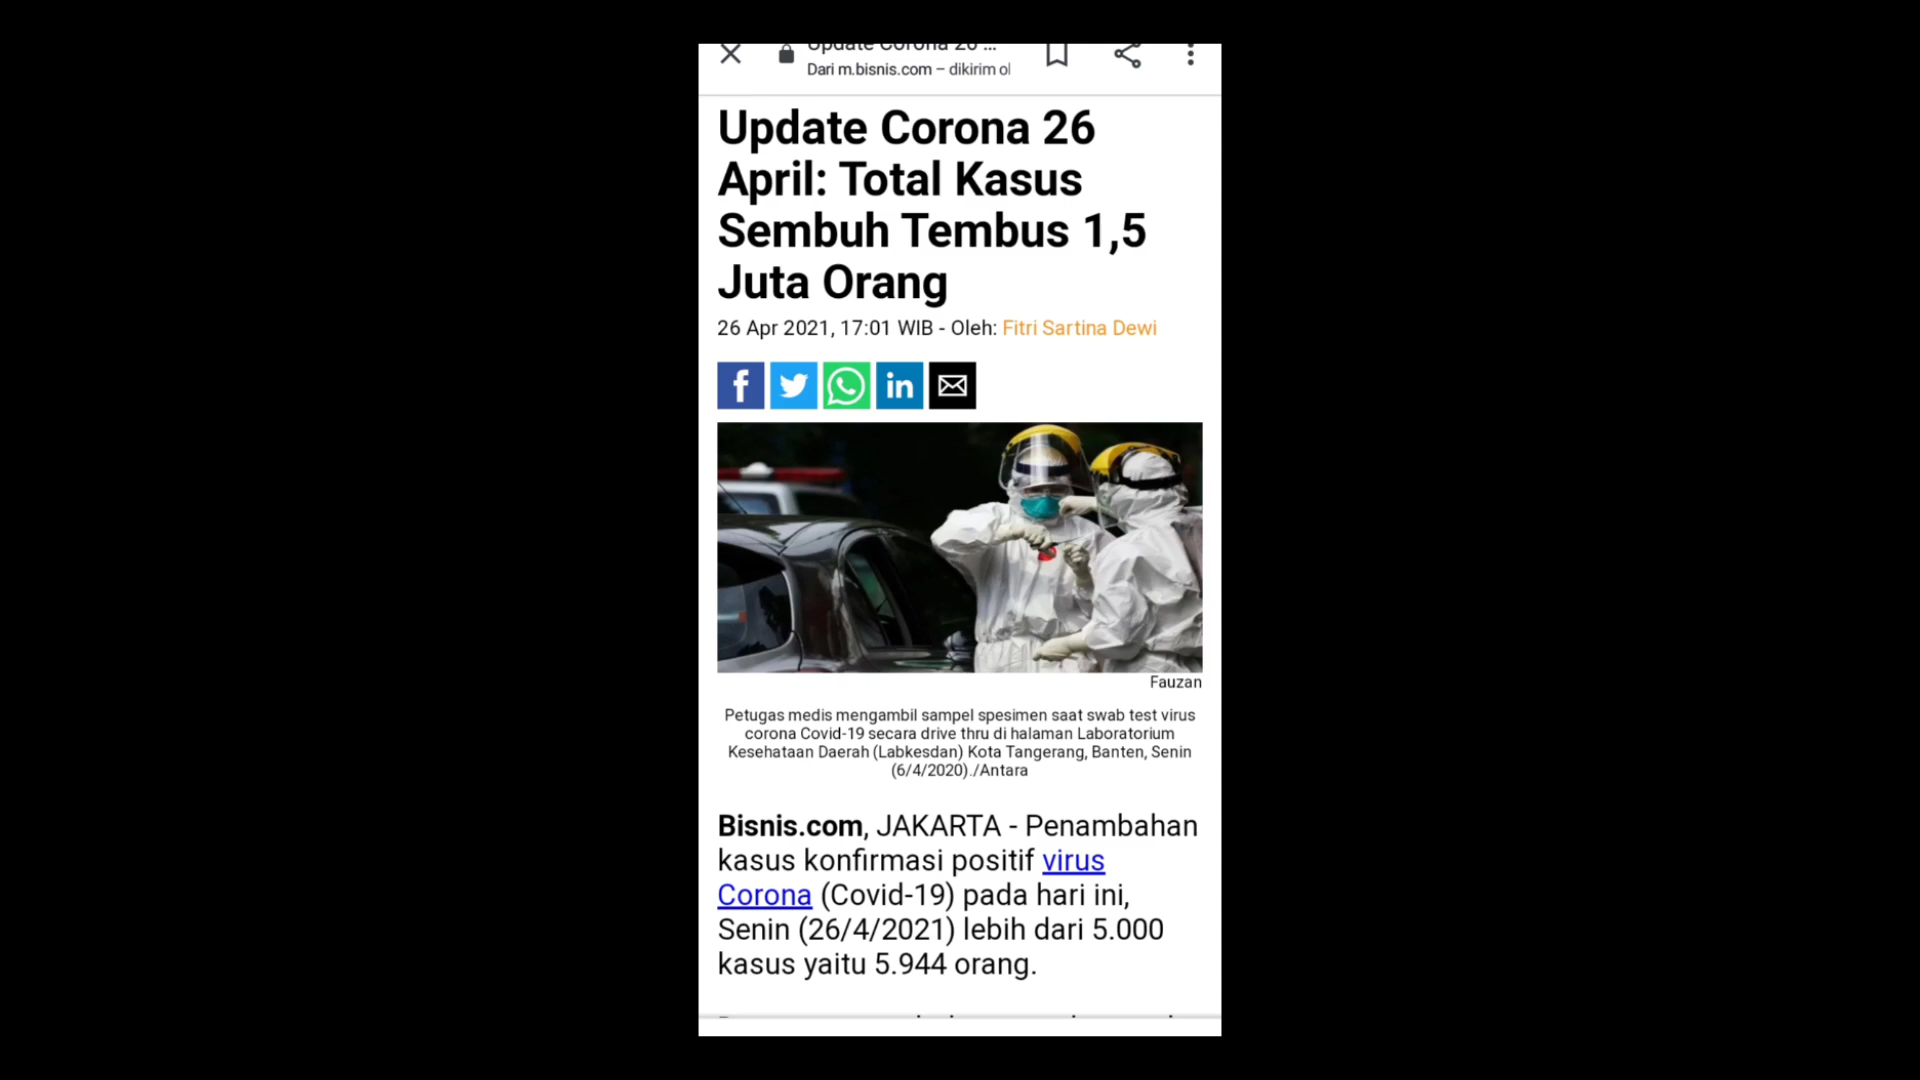 Update Corona 26 ...
Dari m.bisnis.com – dikirim ol
Update Corona 26
April: Total Kasus
Sembuh Tembus 1,5
Juta Orang
26 Apr 2021, 17:01 WIB - Oleh: Fitri Sartina Dewi
Fauzan
Petugas medis mengambil sampel spesimen saat swab test virus
corona Covid-19 secara drive thru di halaman Laboratorium
Kesehataan Daerah (Labkesdan) Kota Tangerang, Banten, Senin
(6/4/2020)./Antara
Bisnis.com, JAKARTA - Penambahan
kasus konfirmasi positif virus
Corona (Covid-19) pada hari ini,
Senin (26/4/2021) lebih dari 5.000
kasus yaitu 5.944 orang.